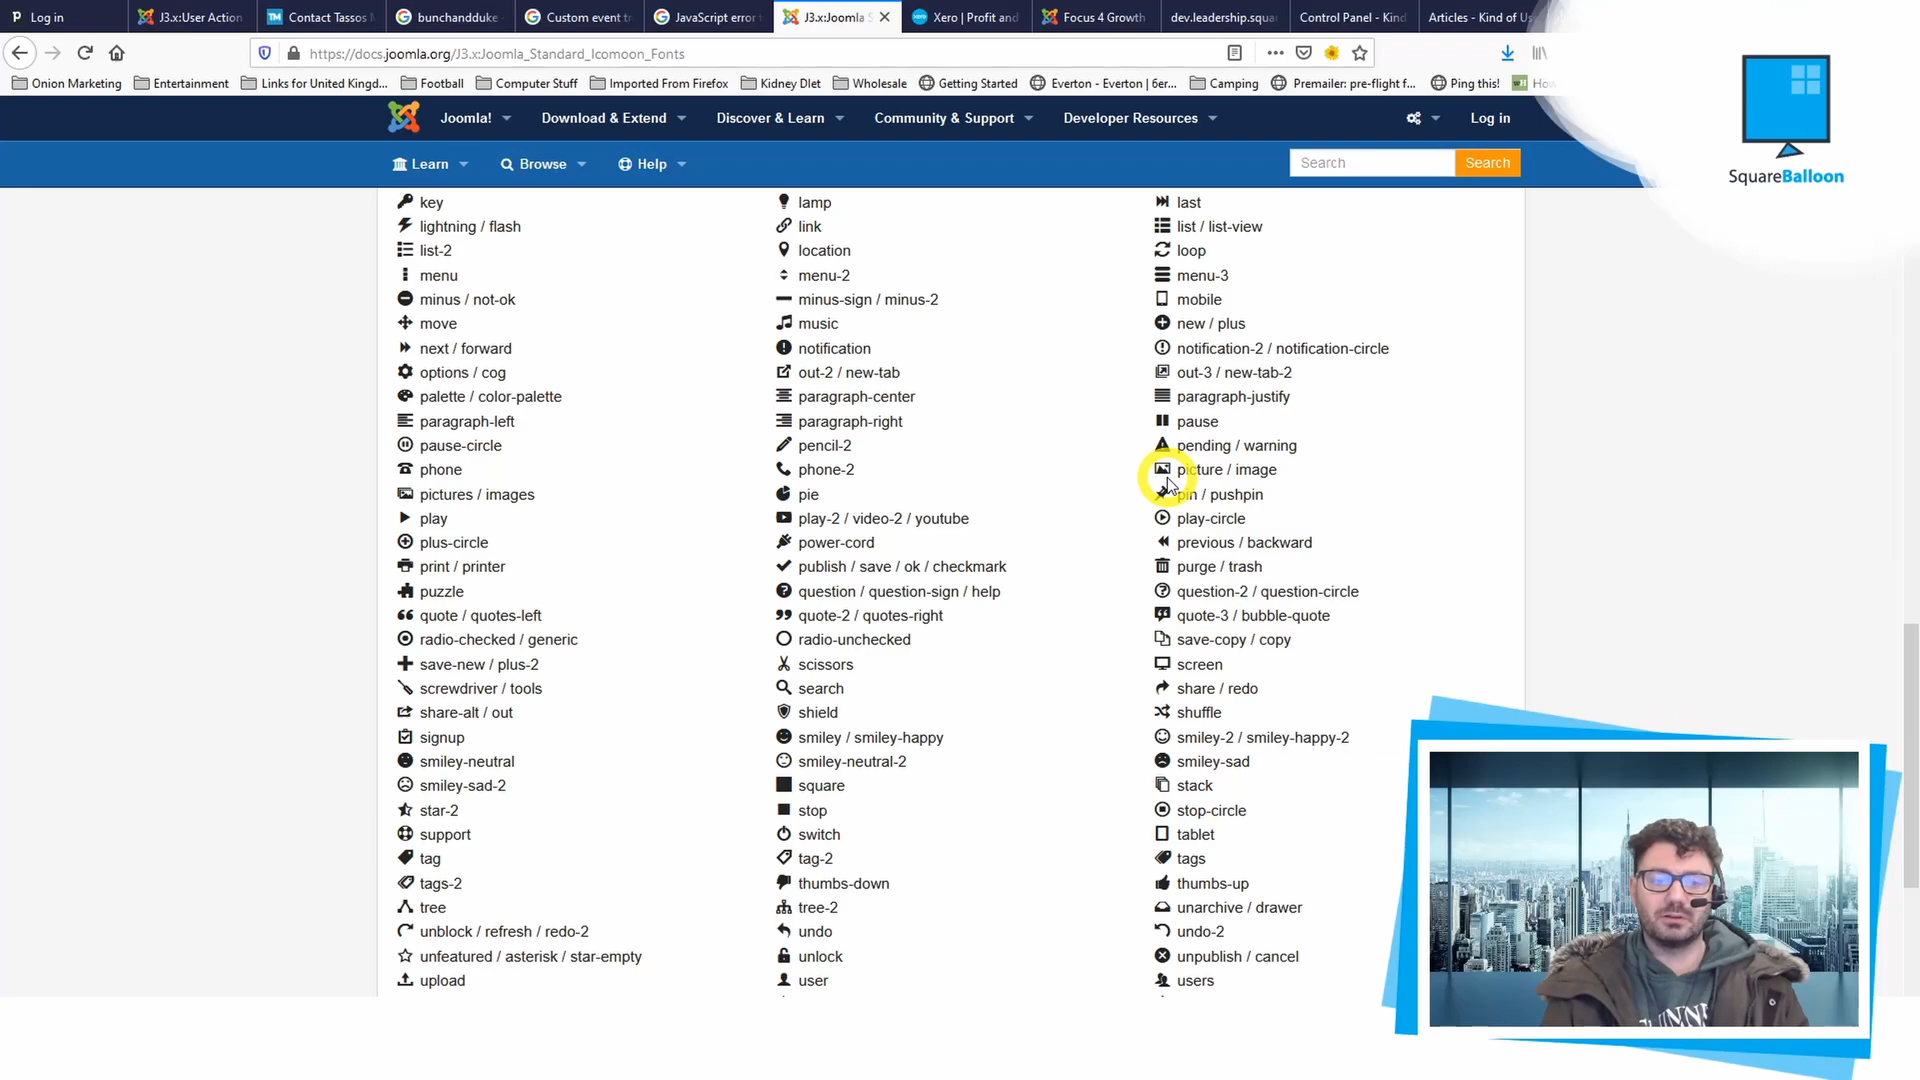 Log in
J3.x:User Action
Contact Tassos
bunchandduke
Custom event tr
JavaScript error
J3.x:Joomla S
Xero | Profit and
Focus 4 Growth
dev.leadership.squar
Control Panel - Kind
Articles - Kind of Us
https://docs.joomla.org/J3.x:Joomla_Standard_Icomoon_Fonts
Onion Marketing
Entertainment
Links for United Kingd...
Football
Computer Stuff
Imported From Firefox
Kidney DIet
Wholesale
Getting Started
Everton - Everton | 6er...
Camping
Premailer: pre-flight f...
Ping this!
How
SquareBalloon
Joomla!
Download & Extend
Discover & Learn
Community & Support
Developer Resources
Log in
Learn
Browse
Help
Search
Search
key lamp last
lightning / flash link list / list-view
list-2 location loop
menu menu-2 menu-3
minus / not-ok minus-sign / minus-2 mobile
move music new / plus
next / forward notification notification-2 / notification-circle
options / cog out-2 / new-tab out-3 / new-tab-2
palette / color-palette paragraph-center paragraph-justify
paragraph-left paragraph-right pause
pause-circle pencil-2 pending / warning
phone phone-2 picture / image
pictures / images pie pin / pushpin
play play-2 / video-2 / youtube play-circle
plus-circle power-cord previous / backward
print / printer publish / save / ok / checkmark purge / trash
puzzle question / question-sign / help question-2 / question-circle
quote / quotes-left quote-2 / quotes-right quote-3 / bubble-quote
radio-checked / generic radio-unchecked save-copy / copy
save-new / plus-2 scissors screen
screwdriver / tools search share / redo
share-alt / out shield shuffle
signup smiley / smiley-happy smiley-2 / smiley-happy-2
smiley-neutral smiley-neutral-2 smiley-sad
smiley-sad-2 square stack
star-2 stop stop-circle
support switch tablet
tag tag-2 tags
tags-2 thumbs-down thumbs-up
tree tree-2 unarchive / drawer
unblock / refresh / redo-2 undo undo-2
unfeatured / asterisk / star-empty unlock unpublish / cancel
upload user users